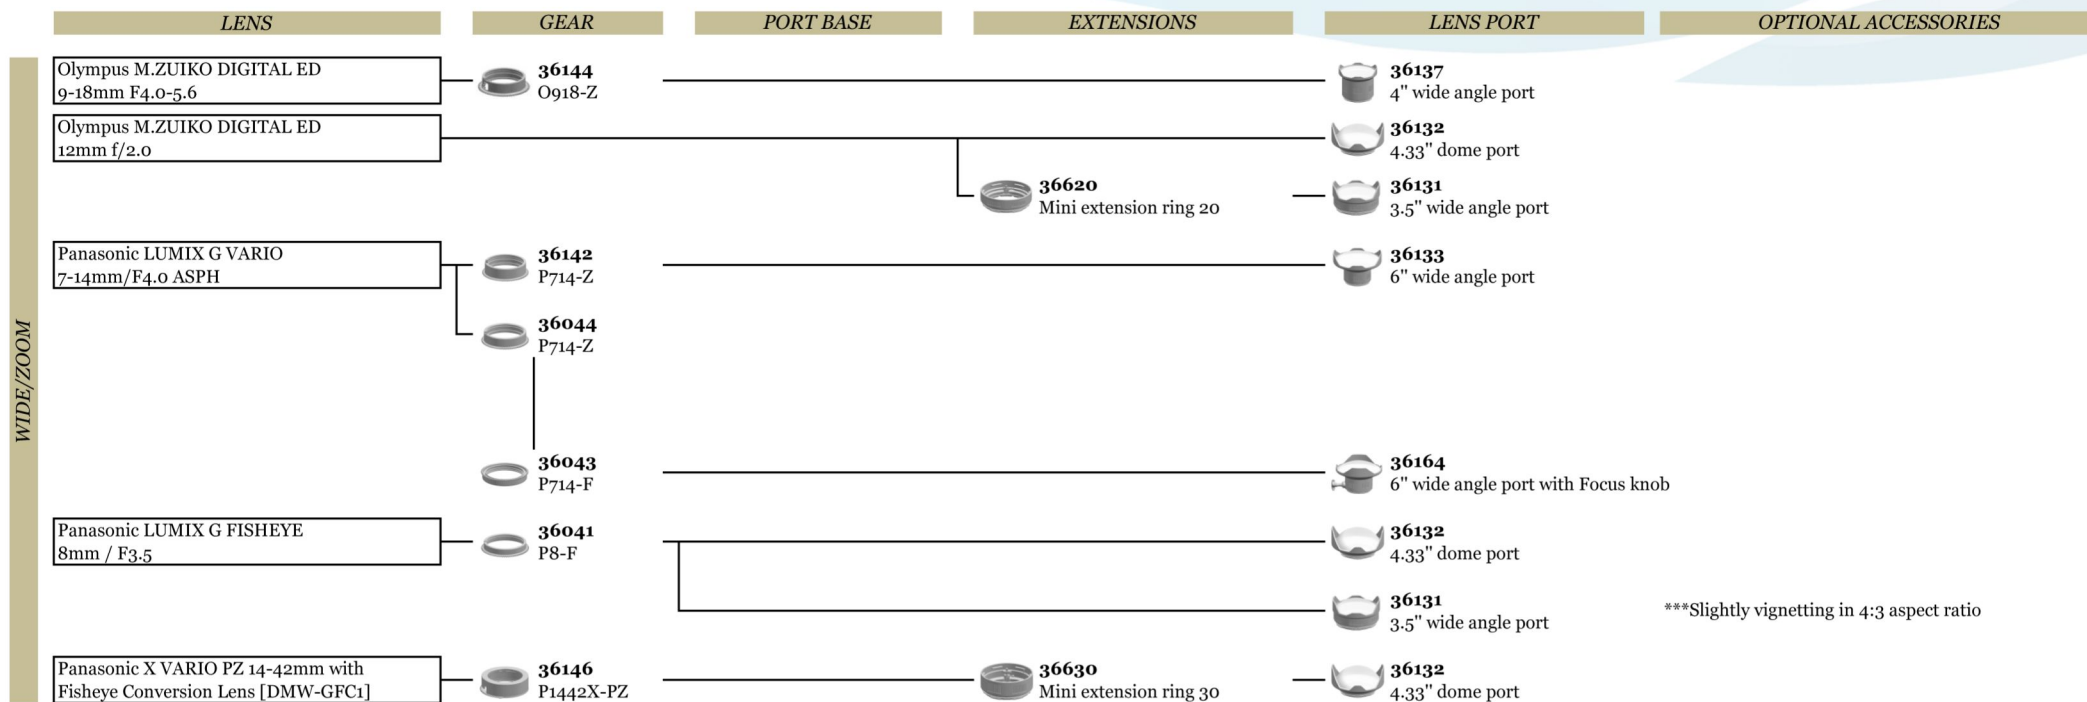 LENS
GEAR
PORT BASE
EXTENSIONS
LENS PORT
OPTIONAL ACCESSORIES
WIDE/ZOOM
Olympus M.ZUIKO DIGITAL ED
9-18mm F4.0-5.6
36144
O918-Z
36137
4" wide angle port
Olympus M.ZUIKO DIGITAL ED
12mm f/2.0
36132
4.33" dome port
36620
Mini extension ring 20
36131
3.5" wide angle port
Panasonic LUMIX G VARIO
7-14mm/F4.0 ASPH
36142
P714-Z
36133
6" wide angle port
36044
P714-Z
36043
P714-F
36164
6" wide angle port with Focus knob
Panasonic LUMIX G FISHEYE
8mm / F3.5
36041
P8-F
36132
4.33" dome port
36131
3.5" wide angle port
***Slightly vignetting in 4:3 aspect ratio
Panasonic X VARIO PZ 14-42mm with
Fisheye Conversion Lens [DMW-GFC1]
36146
P1442X-PZ
36630
Mini extension ring 30
36132
4.33" dome port